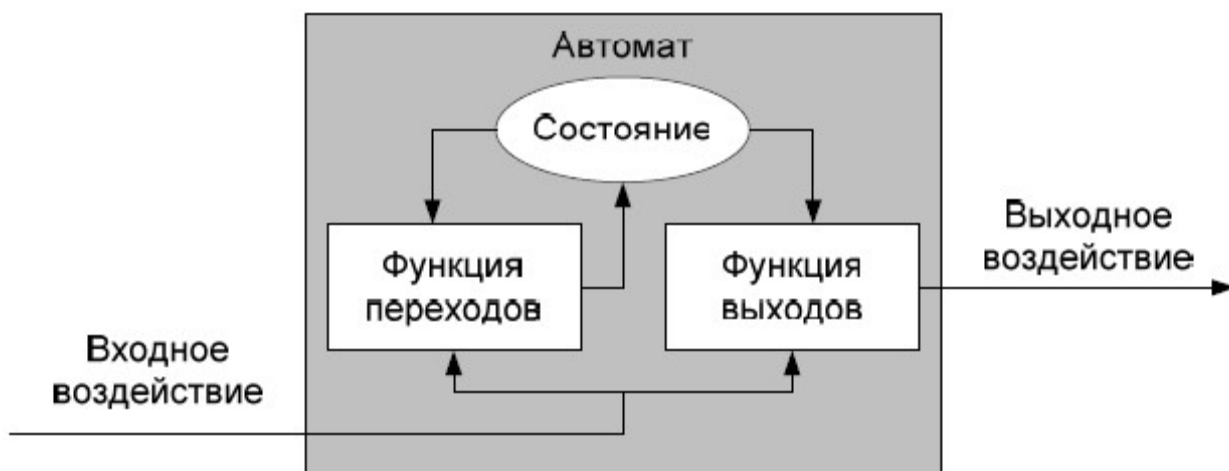 Автомат
Состояние
Функция
переходов
Функция
выходов
Выходное
воздействие
Входное
воздействие